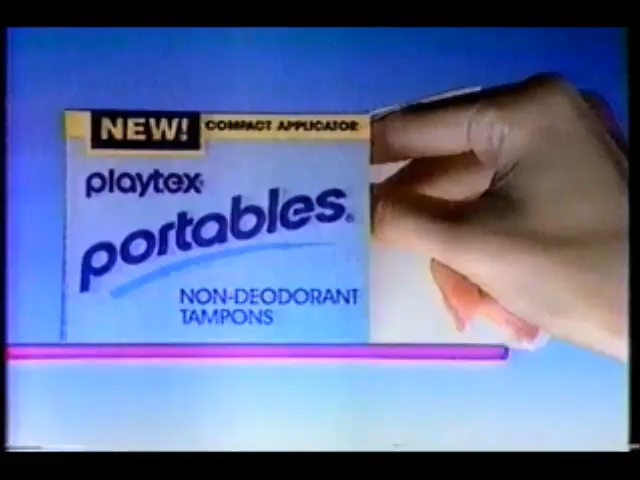 NEW! COMPACT APPLICATOR
playtex
portables®
NON-DEODORANT
TAMPONS